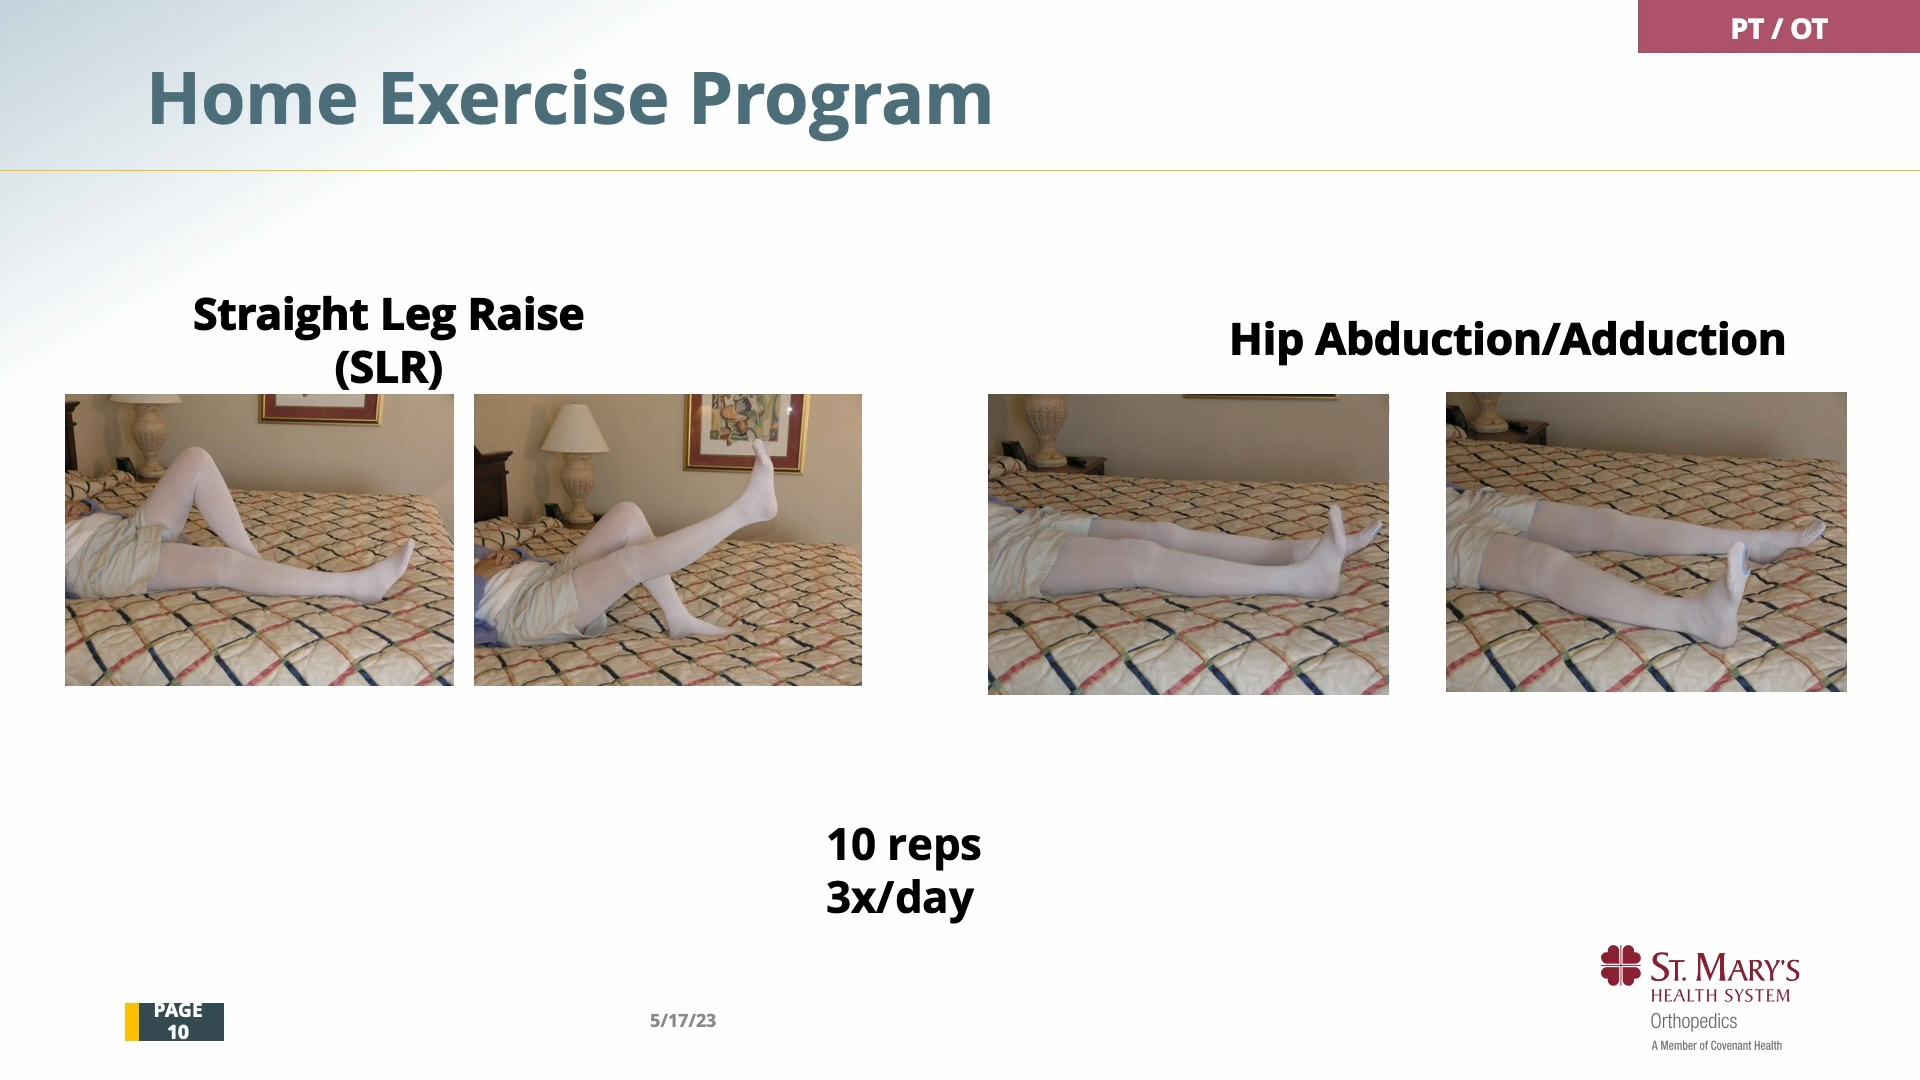 PT / OT
Home Exercise Program
Straight Leg Raise
(SLR)
Hip Abduction/Adduction
10 reps
3x/day
PAGE
10
5/17/23
ST. MARY'S
HEALTH SYSTEM
Orthopedics
A Member of Covenant Health